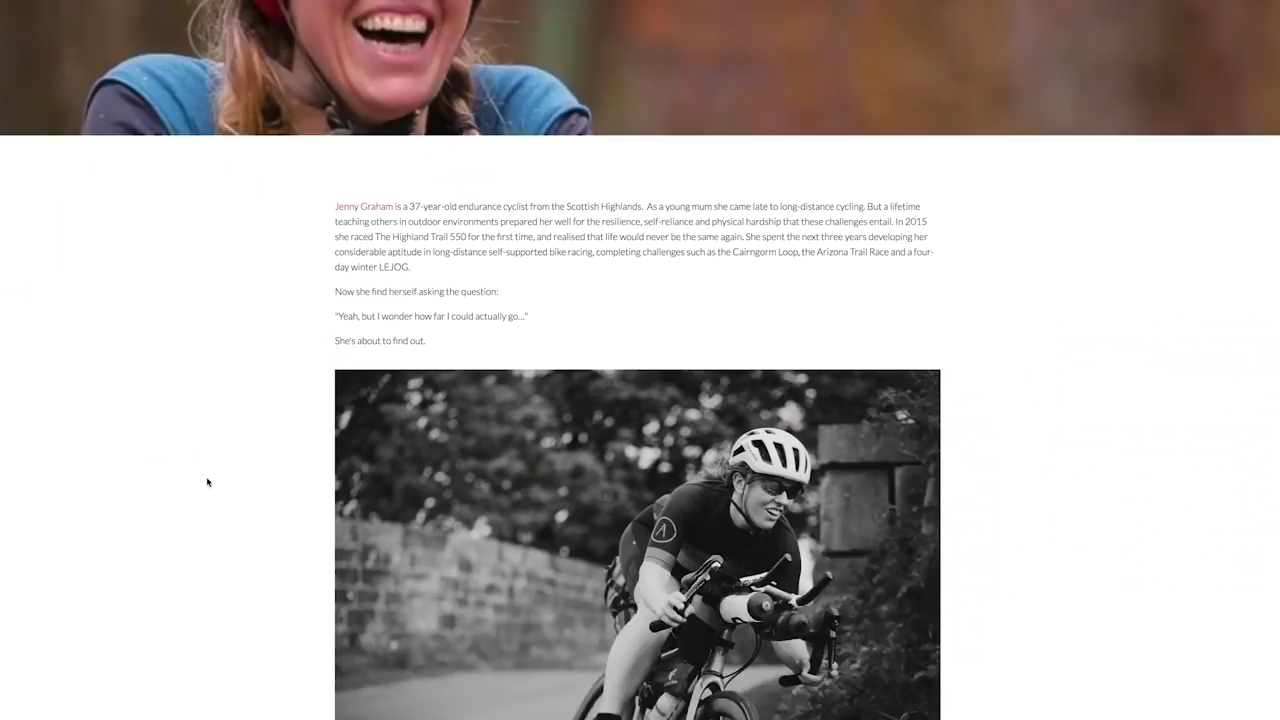 Jenny Graham is a 37-year-old endurance cyclist from the Scottish Highlands. As a young mum she came late to long-distance cycling. But a lifetime
teaching others in outdoor environments prepared her well for the resilience, self-reliance and physical hardship that these challenges entail. In 2015
she raced The Highland Trail 550 for the first time, and realised that life would never be the same again. She spent the next three years developing her
considerable aptitude in long-distance self-supported bike racing, completing challenges such as the Cairngorm Loop, the Arizona Trail Race and a four-
day winter LEJOG.
Now she find herself asking the question:
"Yeah, but I wonder how far I could actually go..."
She's about to find out.